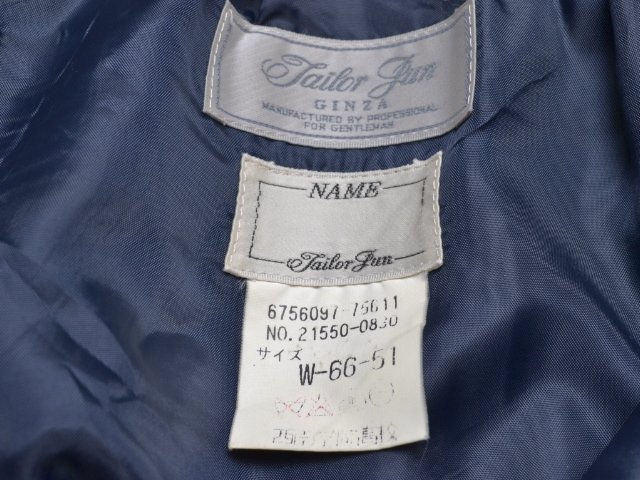 Tailor Jun
GINZA
MANUFACTURED BY PROFESSIONAL
FOR GENTLEMAN
NAME
Tailor Jun
6756097-75611
NO.21550-0830
サイズ
W-66-51